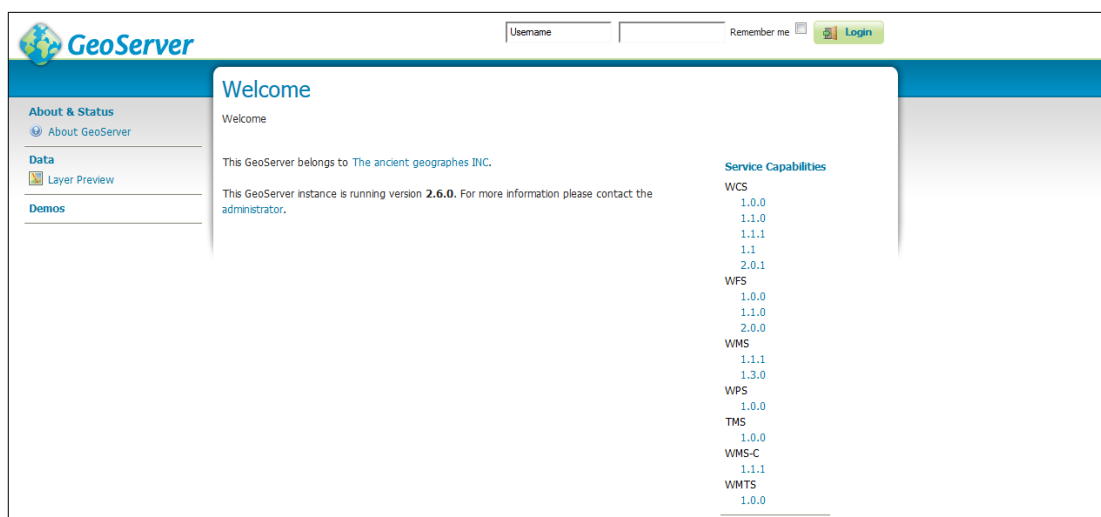 GeoServer
Username
Remember me
Login
About & Status
About GeoServer
Data
Layer Preview
Demos
Welcome
Welcome
This GeoServer belongs to The ancient geographes INC.
This GeoServer instance is running version 2.6.0. For more information please contact the
administrator.
Service Capabilities
WCS
1.0.0
1.1.0
1.1.1
1.1
2.0.1
WFS
1.0.0
1.1.0
2.0.0
WMS
1.1.1
1.3.0
WPS
1.0.0
TMS
1.0.0
WMS-C
1.1.1
WMTS
1.0.0